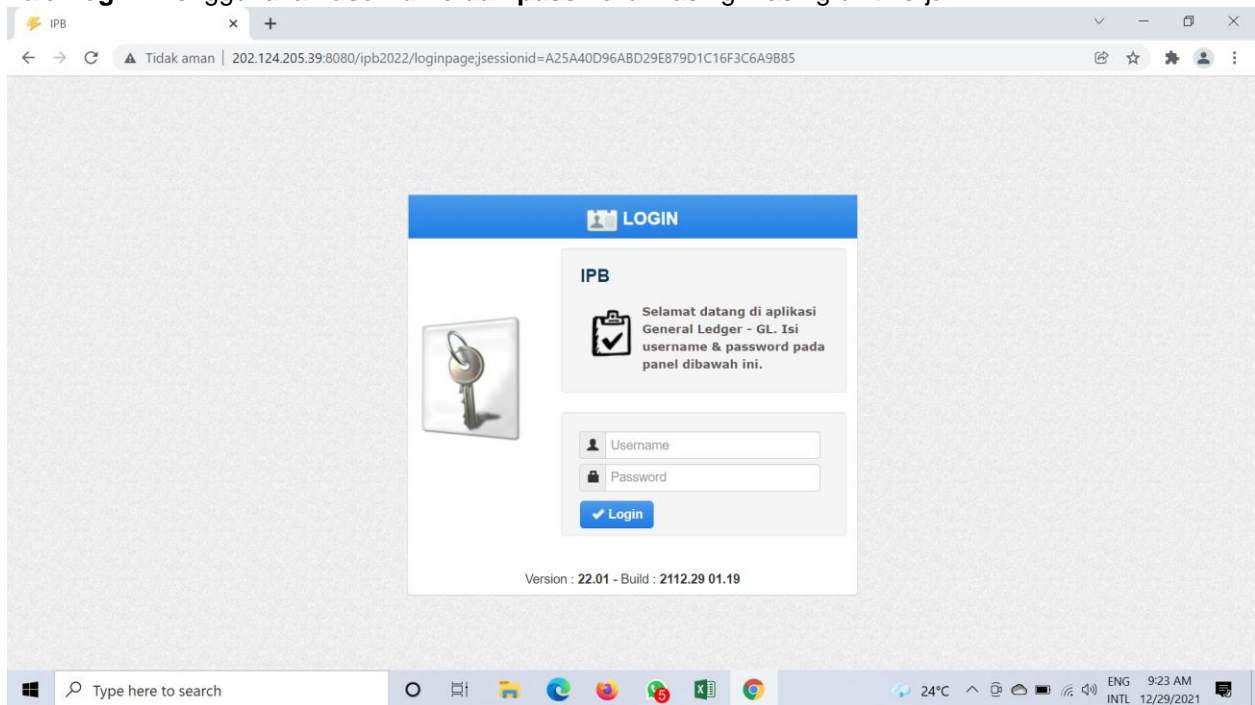 IPB
Tidak aman | 202.124.205.39:8080/ipb2022/loginpage;jsessionid=A25A40D96ABD29E879D1C16F3C6A9B85
LOGIN
IPB
Selamat datang di aplikasi
General Ledger - GL. Isi
username & password pada
panel dibawah ini.
Username
Password
Login
Version : 22.01 - Build : 2112.29 01.19
Type here to search
6
24°C
ENG 9:23 AM
INTL 12/29/2021